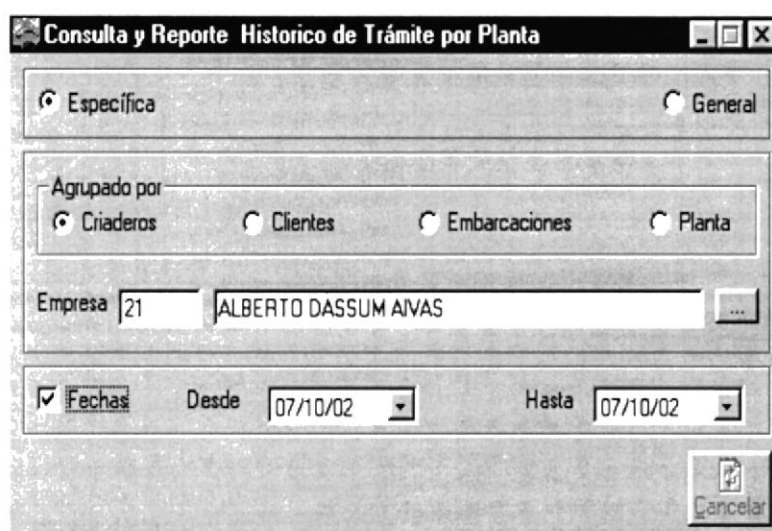 Consulta y Reporte Historico de Trámite por Planta
Específica General
Agrupado por
Criaderos Clientes Embarcaciones Planta
Empresa 21 ALBERTO DASSUM AIVAS ...
Fechas Desde 07/10/02 Hasta 07/10/02
Cancelar